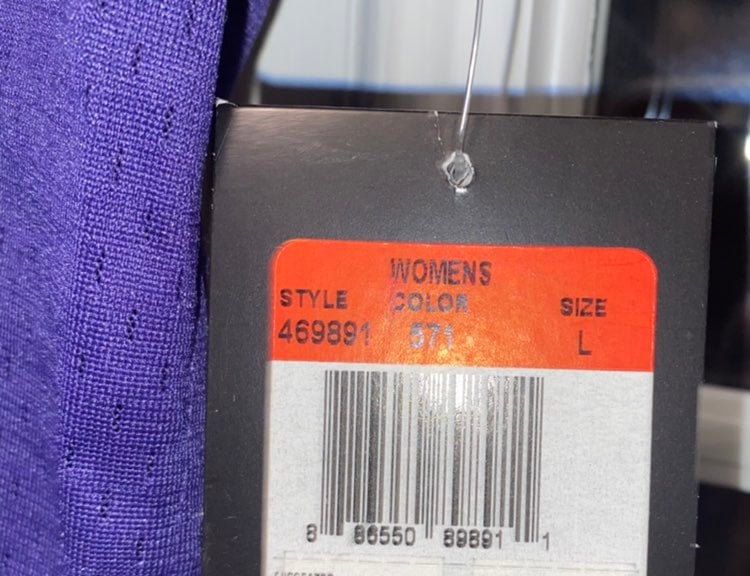 WOMENS
STYLE COLOR SIZE
469891 571 L
8 86550 89891 1